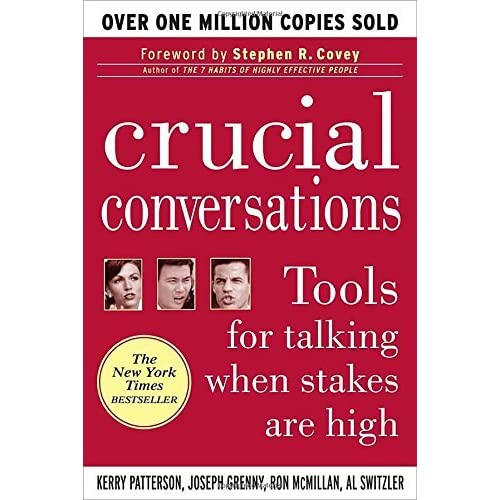 OVER ONE MILLION COPIES SOLD
Foreword by Stephen R. Covey
Author of THE 7 HABITS OF HIGHLY EFFECTIVE PEOPLE
crucial
conversations
Tools
for talking
when stakes
are high
The
New York
Times
BESTSELLER
KERRY PATTERSON, JOSEPH GRENNY, RON McMILLAN, AL SWITZLER